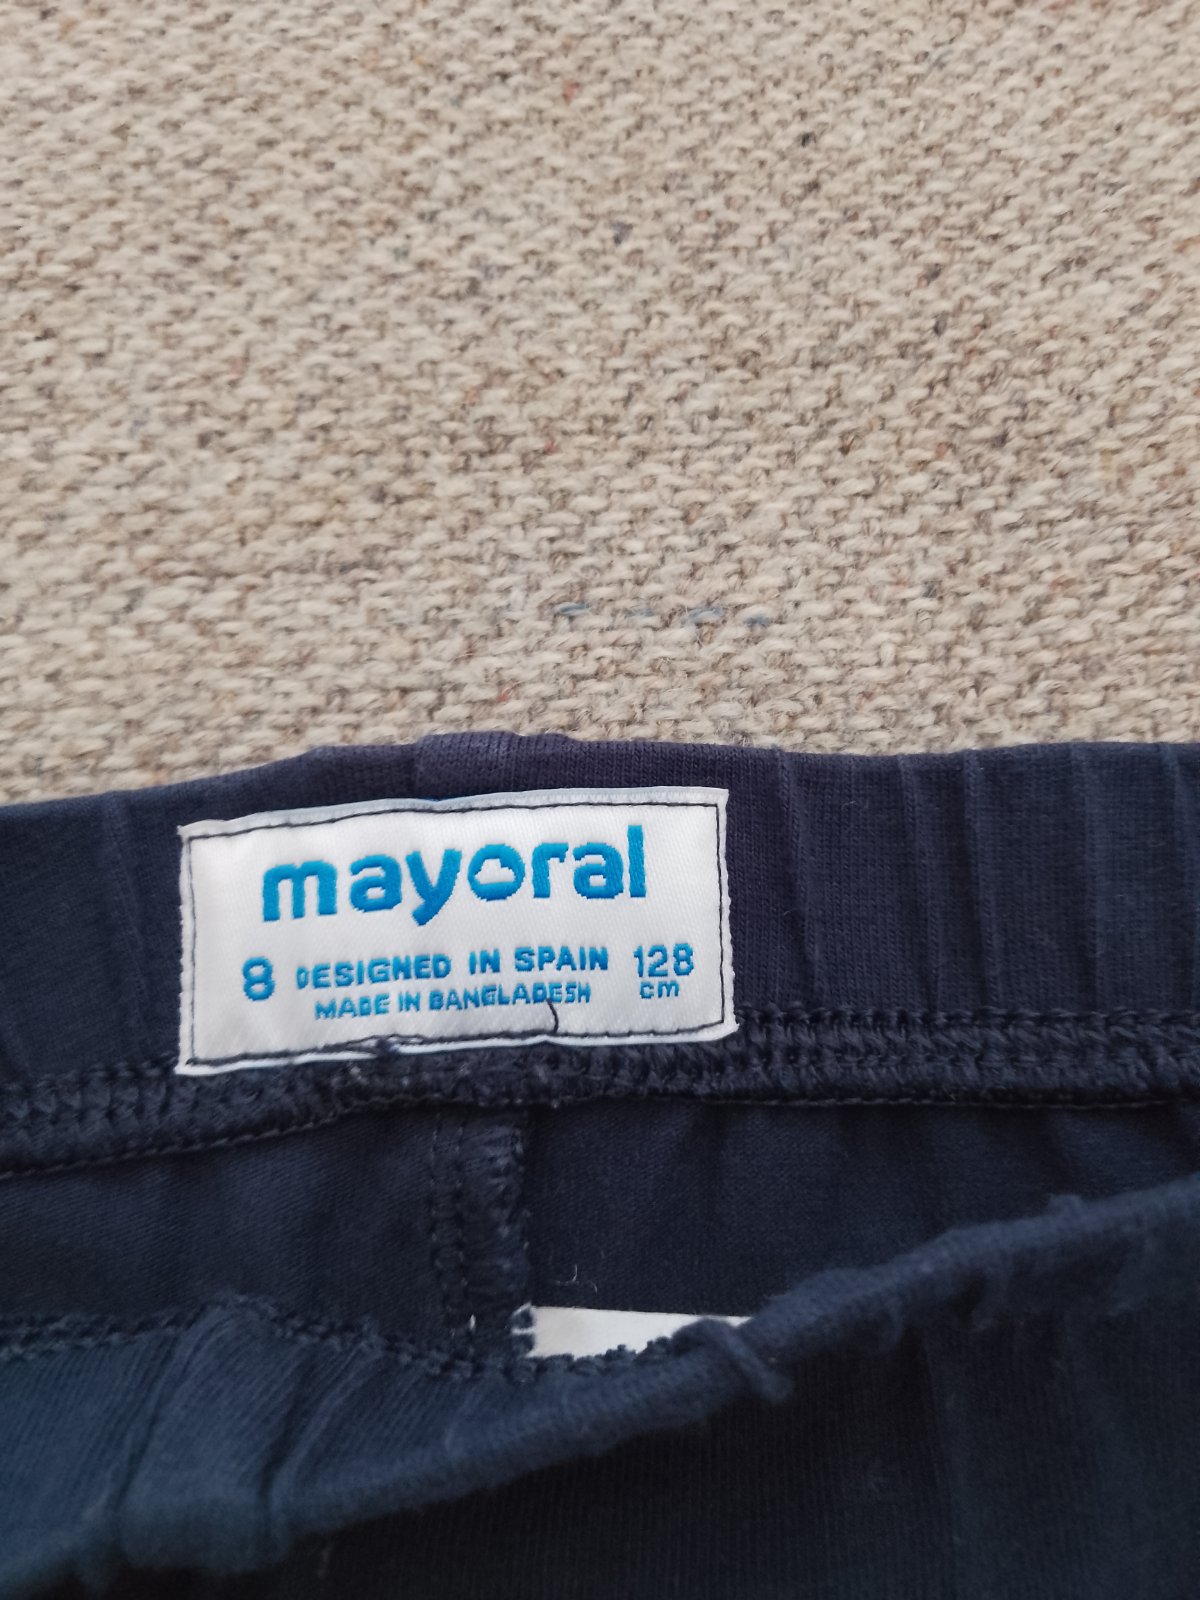 mayoral
8 DESIGNED IN SPAIN 128
MADE IN BANGLADESH cm